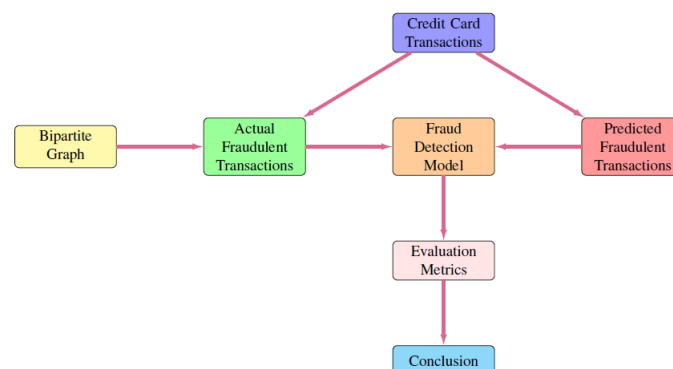 Credit Card
Transactions
Bipartite
Graph
Actual
Fraudulent
Transactions
Fraud
Detection
Model
Predicted
Fraudulent
Transactions
Evaluation
Metrics
Conclusion